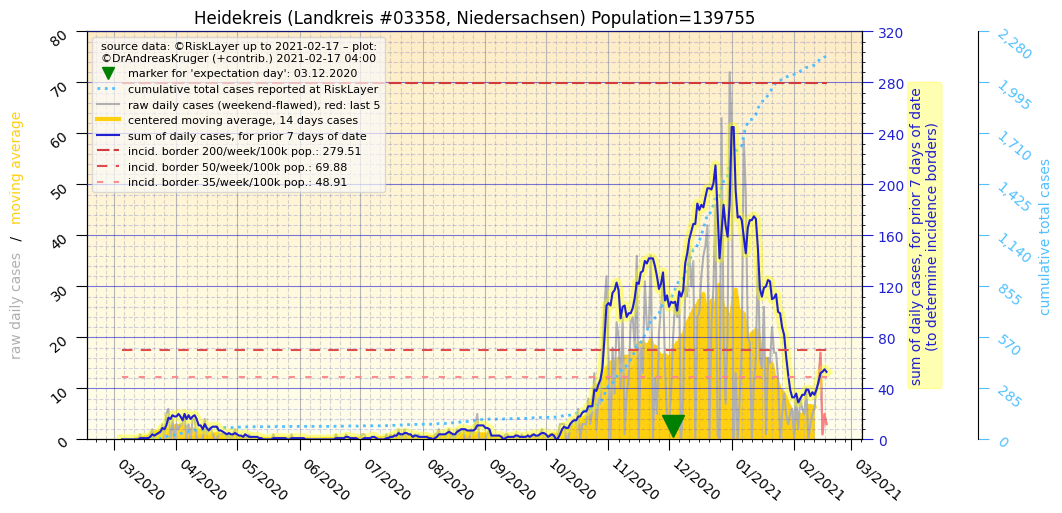 Heidekreis (Landkreis #03358, Niedersachsen) Population=139755
source data: ©RiskLayer up to 2021-02-17 – plot:
©DrAndreasKruger (+contrib.) 2021-02-17 04:00
marker for 'expectation day': 03.12.2020
cumulative total cases reported at RiskLayer
raw daily cases (weekend-flawed), red: last 5
centered moving average, 14 days cases
sum of daily cases, for prior 7 days of date
incid. border 200/week/100k pop.: 279.51
incid. border 50/week/100k pop.: 69.88
incid. border 35/week/100k pop.: 48.91
raw daily cases / moving average
80
70
60
50
40
30
20
10
0
03/2020
04/2020
05/2020
06/2020
07/2020
08/2020
09/2020
10/2020
11/2020
12/2020
01/2021
02/2021
03/2021
320
280
240
200
160
120
80
40
0
sum of daily cases, for prior 7 days of date
(to determine incidence borders)
2,280
1,995
1,710
1,425
1,140
855
570
285
0
cumulative total cases